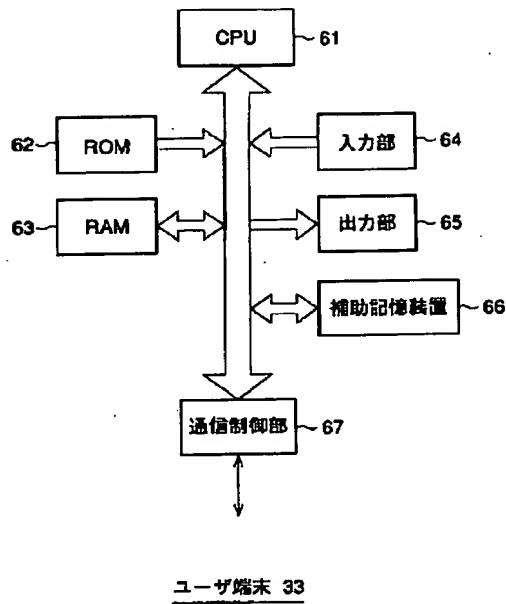 CPU 61
62 ROM
入力部 64
63 RAM
出力部 65
補助記憶装置 66
通信制御部 67
ユーザ端末 33